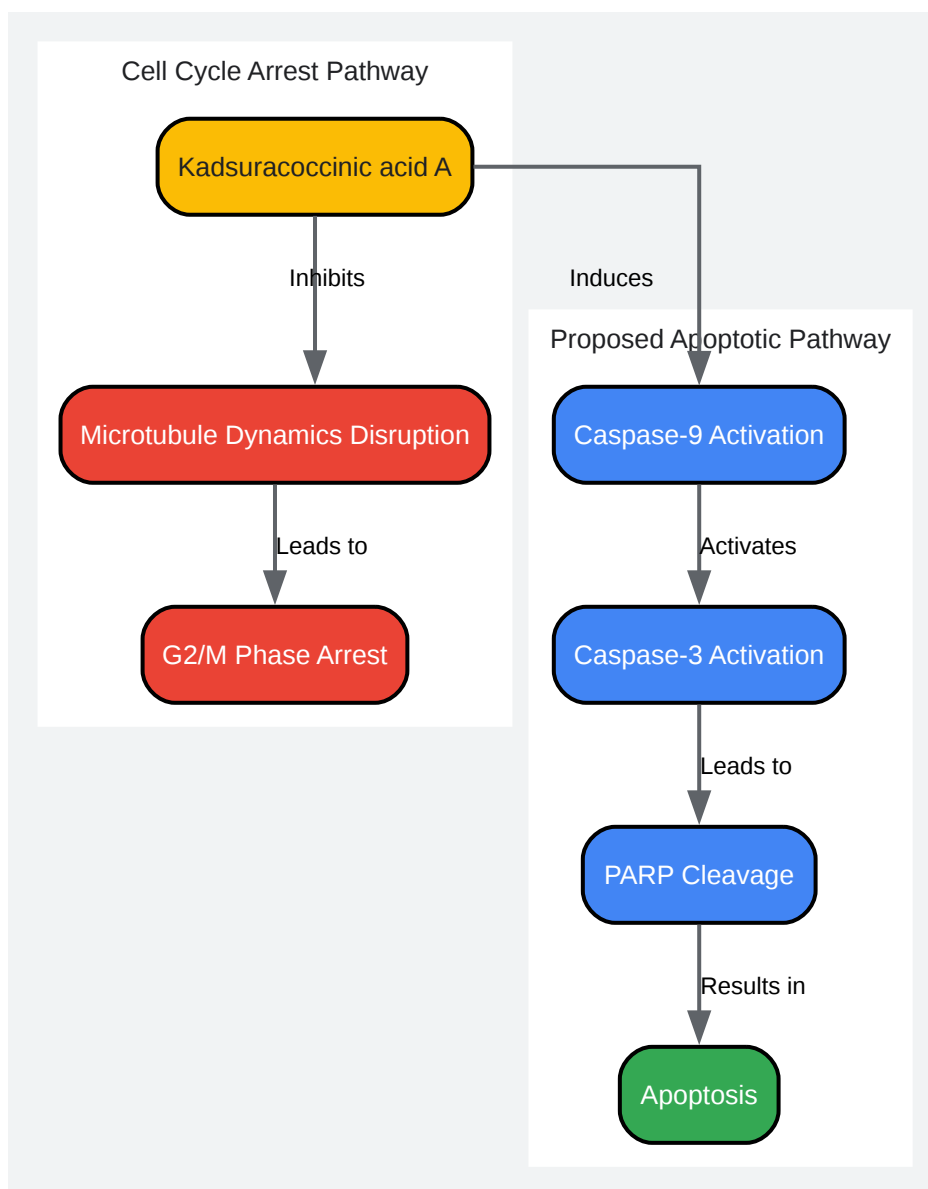 Cell Cycle Arrest Pathway
Kadsuracoccinic acid A
Inhibits
Induces
Proposed Apoptotic Pathway
Microtubule Dynamics Disruption
Caspase-9 Activation
Leads to
Activates
G2/M Phase Arrest
Caspase-3 Activation
Leads to
PARP Cleavage
Results in
Apoptosis